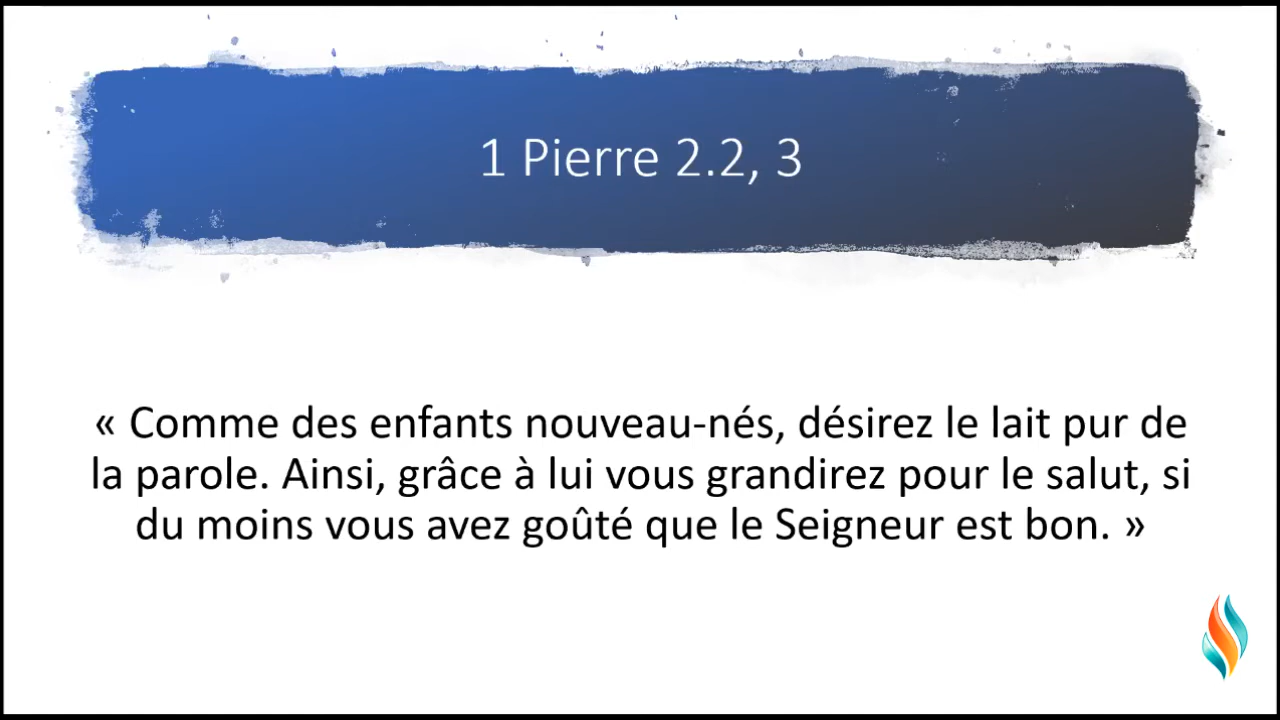 1 Pierre 2.2, 3
« Comme des enfants nouveau-nés, désirez le lait pur de
la parole. Ainsi, grâce à lui vous grandirez pour le salut, si
du moins vous avez goûté que le Seigneur est bon. »